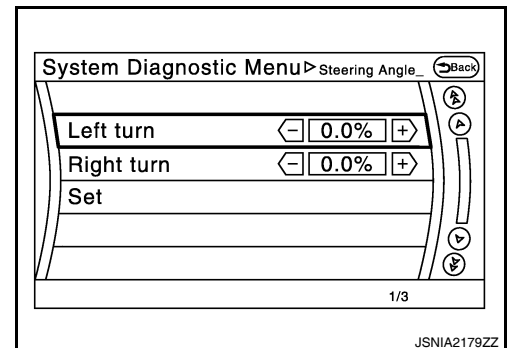 System Diagnostic Menu▷Steering Angle_ Back
Left turn − 0.0% +
Right turn − 0.0% +
Set
1/3
JSNIA2179ZZ